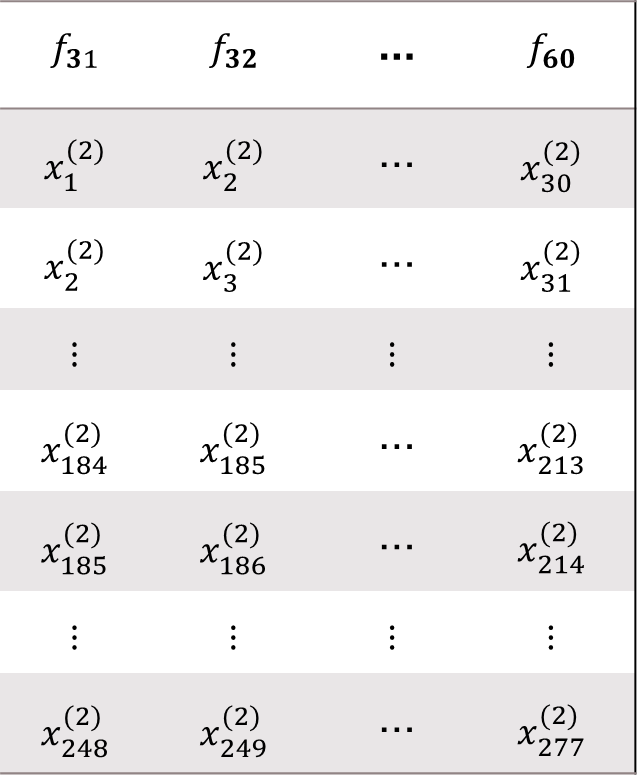 f31 f32 ... f60
x1(2) x2(2) ... x30(2)
x2(2) x3(2) ... x31(2)
⋮ ⋮ ⋮ ⋮
x184(2) x185(2) ... x213(2)
x185(2) x186(2) ... x214(2)
⋮ ⋮ ⋮ ⋮
x248(2) x249(2) ... x277(2)